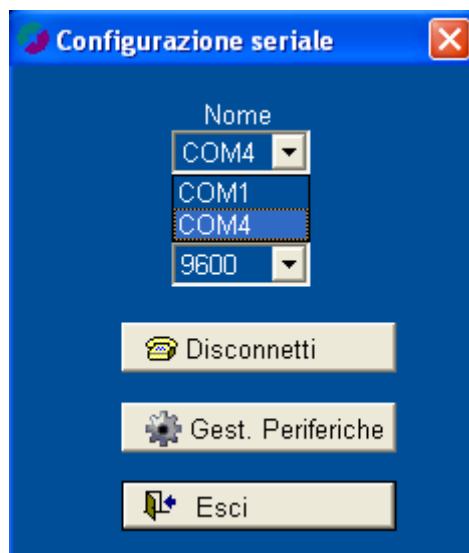 Configurazione seriale
Nome
COM4
COM1
COM4
9600
Disconnetti
Gest. Periferiche
Esci